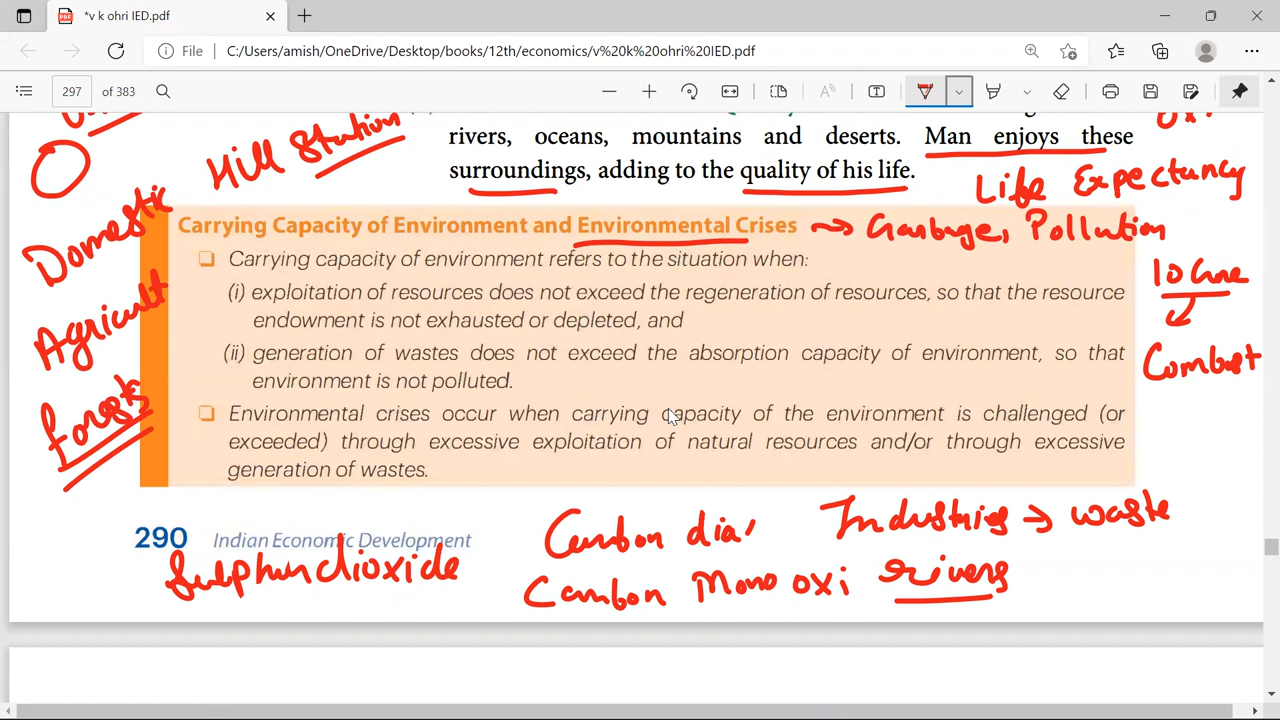 *v k ohri IED.pdf
File C:/Users/amish/OneDrive/Desktop/books/12th/economics/v%20k%20ohri%20IED.pdf
297 of 383
rivers, oceans, mountains and deserts. Man enjoys these
surroundings, adding to the quality of his life.
Hill Station
Life Expectancy
Carrying Capacity of Environment and Environmental Crises → Garbage, Pollution
Domestic
❑ Carrying capacity of environment refers to the situation when:
(i) exploitation of resources does not exceed the regeneration of resources, so that the resource
endowment is not exhausted or depleted, and
Agricult
(ii) generation of wastes does not exceed the absorption capacity of environment, so that
environment is not polluted.
Combust
forests
❑ Environmental crises occur when carrying capacity of the environment is challenged (or
exceeded) through excessive exploitation of natural resources and/or through excessive
generation of wastes.
290 Indian Economic Development
Carbon dia
Industries → waste
Sulphurdioxide
Carbon Mono oxi
rivers